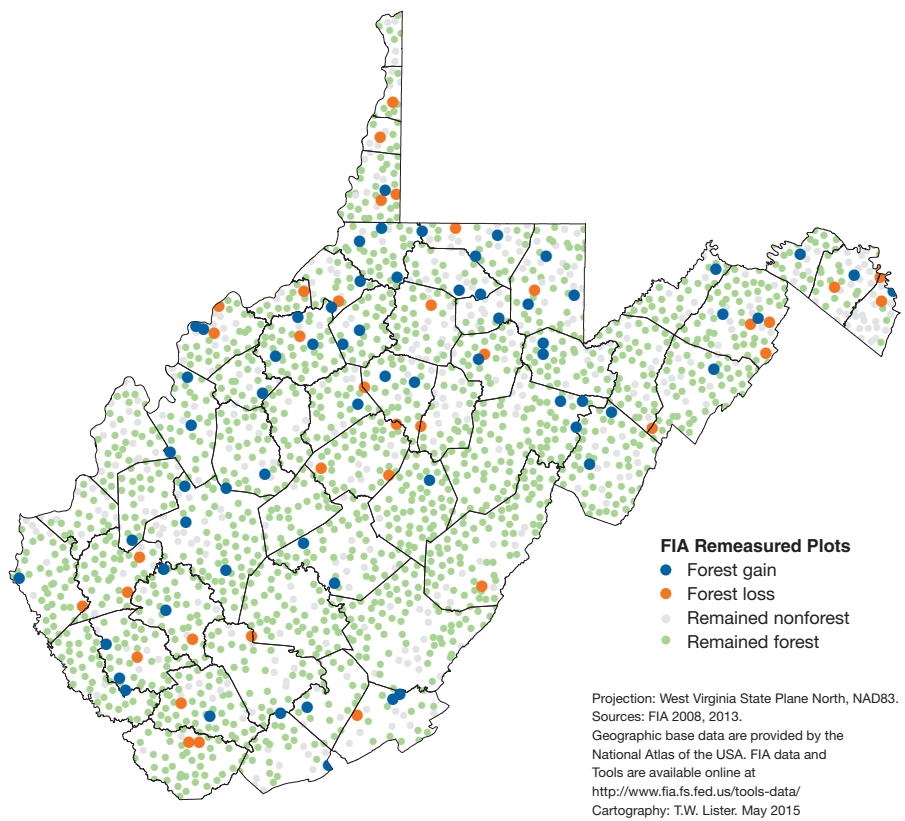 FIA Remeasured Plots
Forest gain
Forest loss
Remained nonforest
Remained forest
Projection: West Virginia State Plane North, NAD83.
Sources: FIA 2008, 2013.
Geographic base data are provided by the
National Atlas of the USA. FIA data and
Tools are available online at
http://www.fia.fs.fed.us/tools-data/
Cartography: T.W. Lister. May 2015